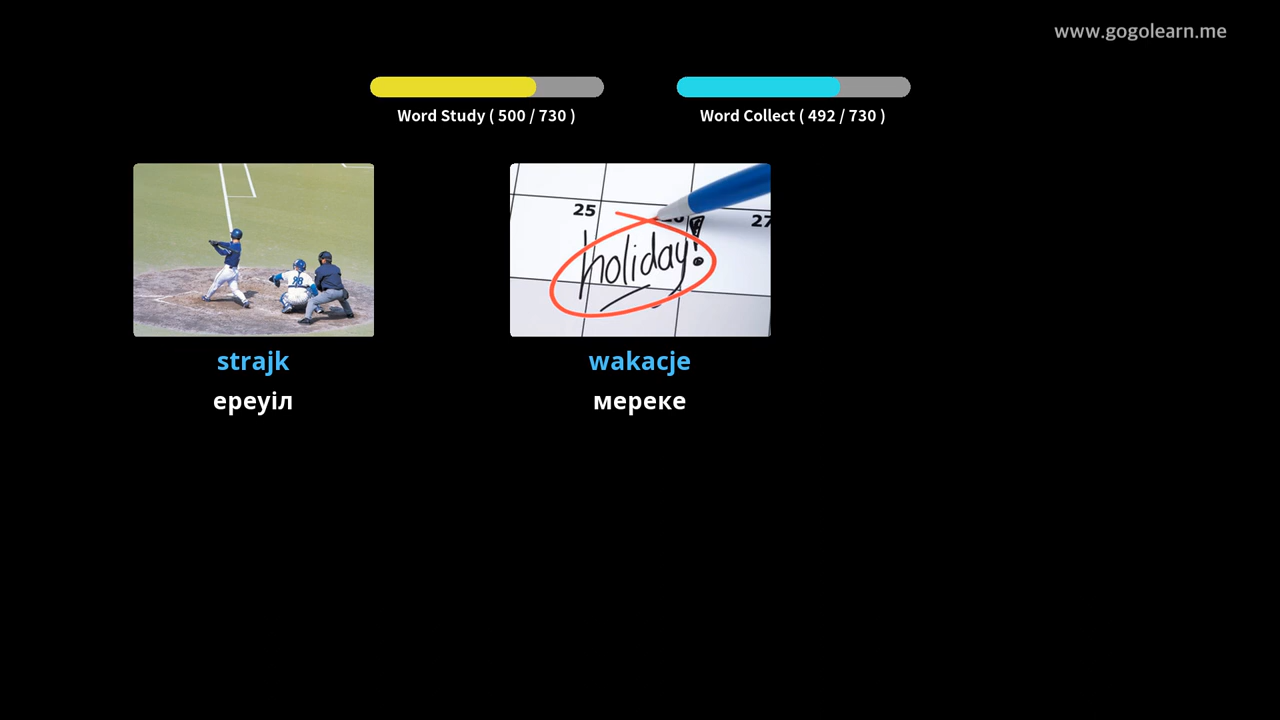 www.gogolearn.me
Word Study ( 500 / 730 )
Word Collect ( 492 / 730 )
25
27
holiday!
strajk
wakacje
ереуіл
мереке